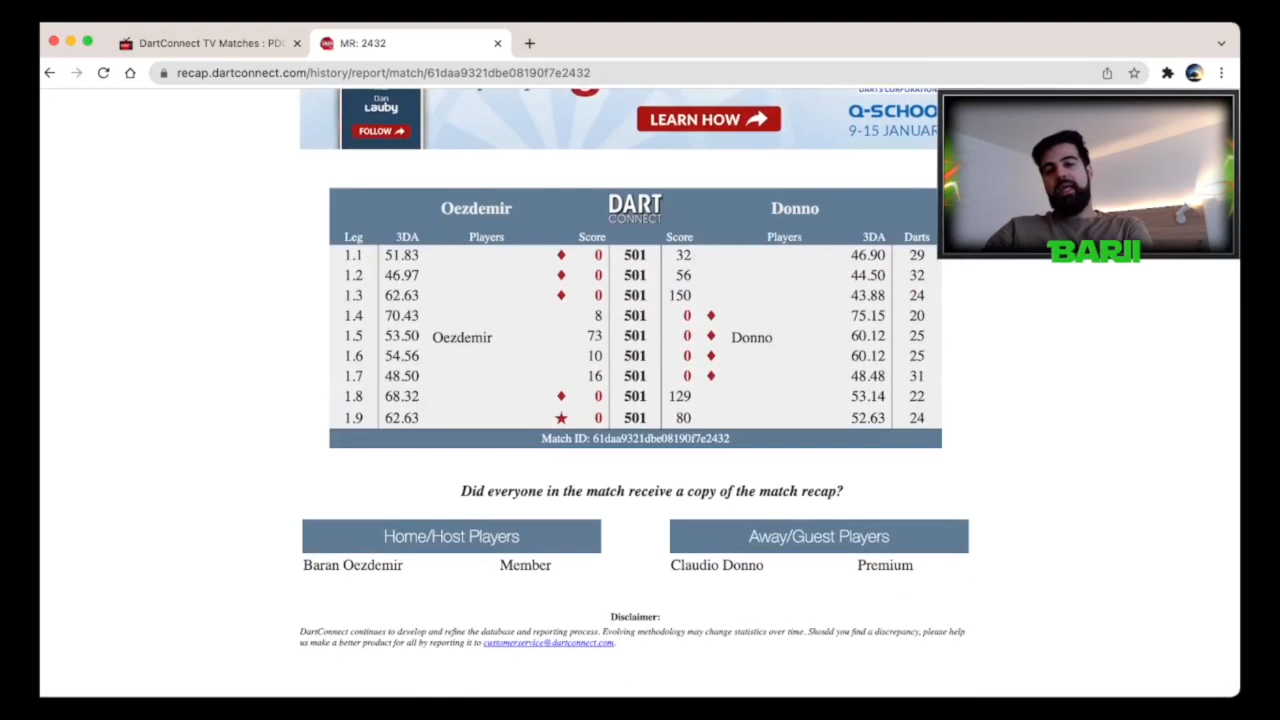 DartConnect TV Matches : PD
MR: 2432
recap.dartconnect.com/history/report/match/61daa9321dbe08190f7e2432
Dan
Lauby
FOLLOW
LEARN HOW
DARTS CORPORATION
Q-SCHOO
9-15 JANUAR
BARII
Oezdemir DART CONNECT Donno
Leg 3DA Players Score Score Players 3DA Darts
1.1 51.83 ♦ 0 501 32 46.90 29
1.2 46.97 ♦ 0 501 56 44.50 32
1.3 62.63 ♦ 0 501 150 43.88 24
1.4 70.43 8 501 0 ♦ 75.15 20
1.5 53.50 Oezdemir 73 501 0 ♦ Donno 60.12 25
1.6 54.56 10 501 0 ♦ 60.12 25
1.7 48.50 16 501 0 ♦ 48.48 31
1.8 68.32 ♦ 0 501 129 53.14 22
1.9 62.63 ★ 0 501 80 52.63 24
Match ID: 61daa9321dbe08190f7e2432
Did everyone in the match receive a copy of the match recap?
Home/Host Players Away/Guest Players
Baran Oezdemir Member Claudio Donno Premium
Disclaimer:
DartConnect continues to develop and refine the database and reporting process. Evolving methodology may change statistics over time. Should you find a discrepancy, please help
us make a better product for all by reporting it to customerservice@dartconnect.com.